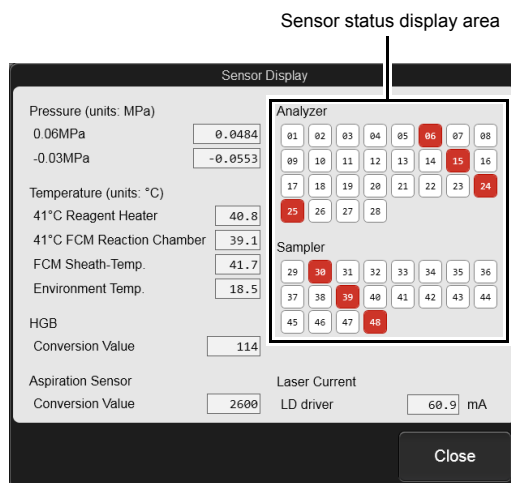 Sensor status display area
Sensor Display
Pressure (units: MPa)
0.06MPa 0.0484
-0.03MPa -0.0553
Temperature (units: °C)
41°C Reagent Heater 40.8
41°C FCM Reaction Chamber 39.1
FCM Sheath-Temp. 41.7
Environment Temp. 18.5
HGB
Conversion Value 114
Aspiration Sensor
Conversion Value 2600
Analyzer
01 02 03 04 05 06 07 08
09 10 11 12 13 14 15 16
17 18 19 20 21 22 23 24
25 26 27 28
Sampler
29 30 31 32 33 34 35 36
37 38 39 40 41 42 43 44
45 46 47 48
Laser Current
LD driver 60.9 mA
Close